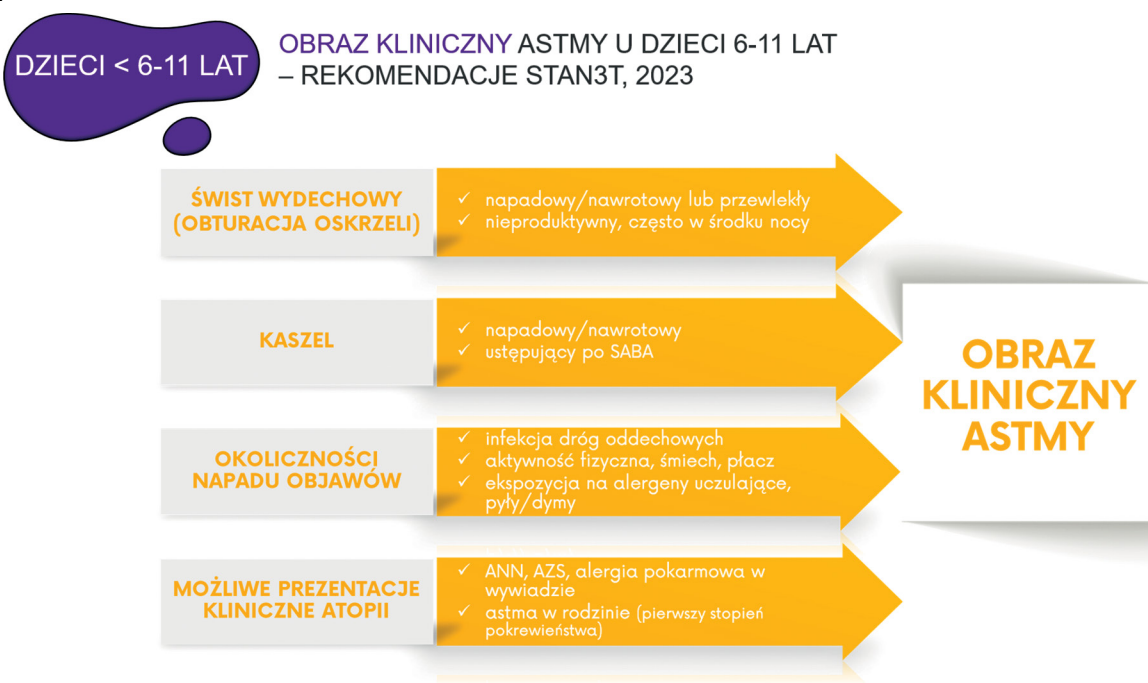 DZIECI < 6-11 LAT
OBRAZ KLINICZNY ASTMY U DZIECI 6-11 LAT
– REKOMENDACJE STAN3T, 2023
ŚWIST WYDECHOWY
(OBTURACJA OSKRZELI)
✓ napadowy/nawrotowy lub przewlekły
✓ nieproduktywny, często w środku nocy
KASZEL
✓ napadowy/nawrotowy
✓ ustępujący po SABA
OKOLICZNOŚCI
NAPADU OBJAWÓW
✓ infekcja dróg oddechowych
✓ aktywność fizyczna, śmiech, płacz
✓ ekspozycja na alergeny uczulające,
pyły/dymy
MOŻLIWE PREZENTACJE
KLINICZNE ATOPII
✓ ANN, AZS, alergia pokarmowa w
wywiadzie
✓ astma w rodzinie (pierwszy stopień
pokrewieństwa)
OBRAZ
KLINICZNY
ASTMY